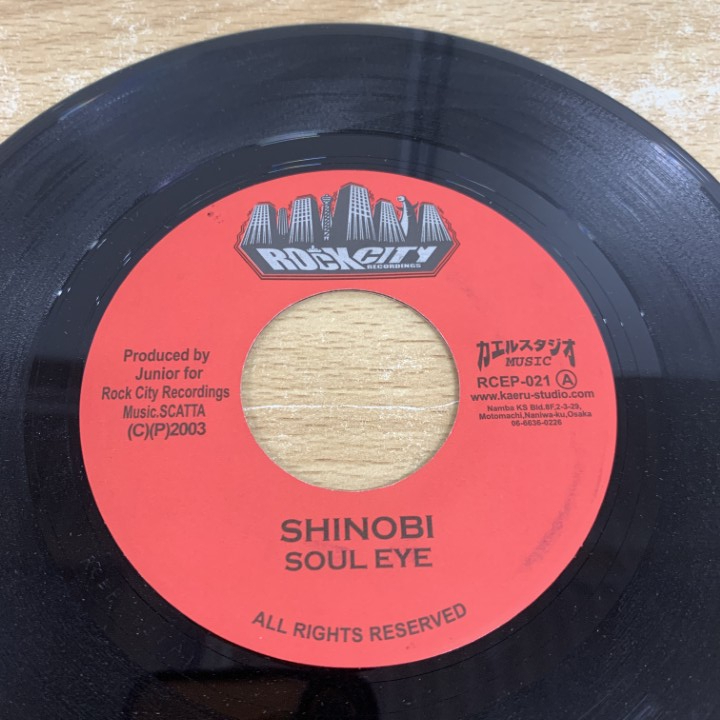 ROCK CITY
RECORDINGS
Produced by
Junior for
Rock City Recordings
Music.SCATTA
(C)(P)2003
カエルスタジオ
MUSIC
RCEP-021 A
www.kaeru-studio.com
Namba KS Bld.8F,2-3-29,
Motomachi,Naniwa-ku,Osaka
06-6636-0226
SHINOBI
SOUL EYE
ALL RIGHTS RESERVED